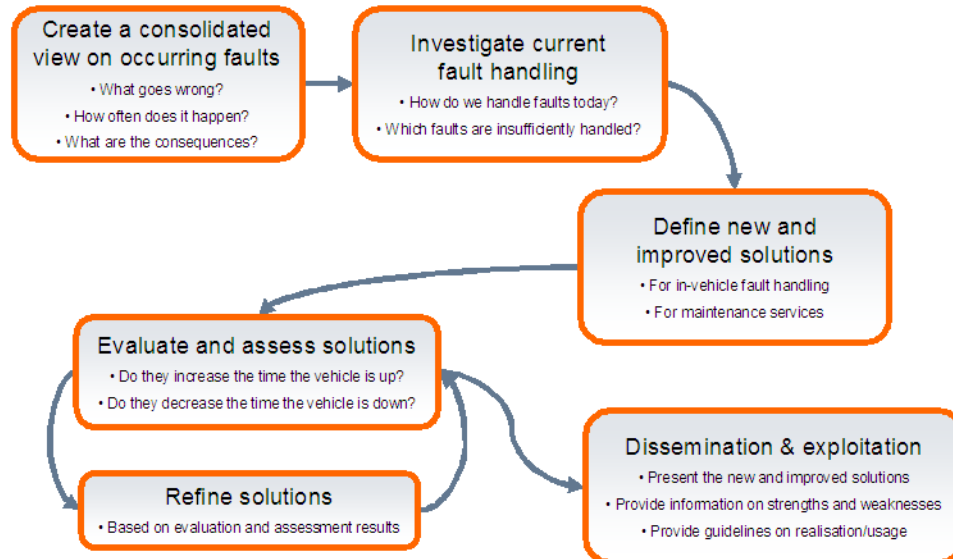 Create a consolidated
view on occurring faults
• What goes wrong?
• How often does it happen?
• What are the consequences?
Investigate current
fault handling
• How do we handle faults today?
• Which faults are insufficiently handled?
Define new and
improved solutions
• For in-vehicle fault handling
• For maintenance services
Evaluate and assess solutions
• Do they increase the time the vehicle is up?
• Do they decrease the time the vehicle is down?
Refine solutions
• Based on evaluation and assessment results
Dissemination & exploitation
• Present the new and improved solutions
• Provide information on strengths and weaknesses
• Provide guidelines on realisation/usage